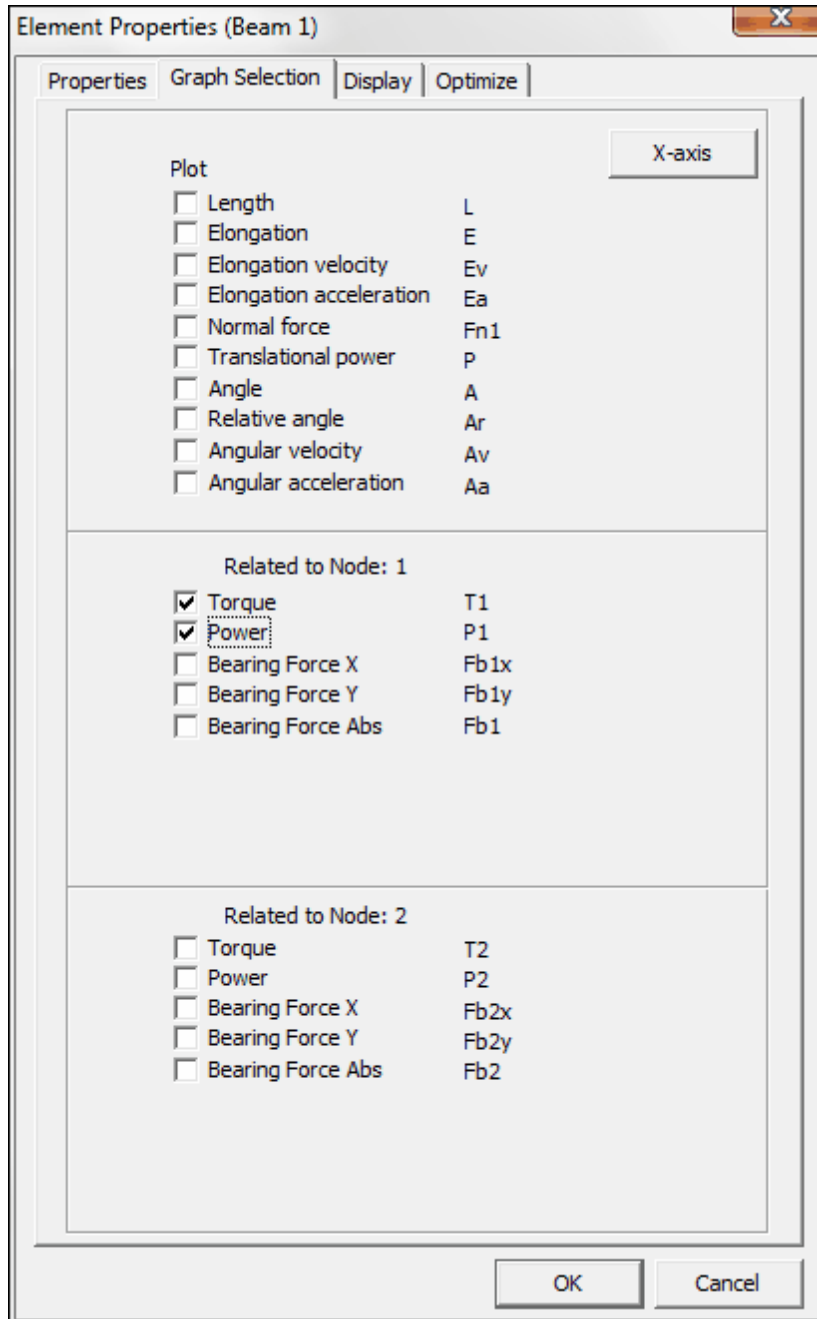 Element Properties (Beam 1)
X
Properties Graph Selection Display Optimize
X-axis
Plot
Length L
Elongation E
Elongation velocity Ev
Elongation acceleration Ea
Normal force Fn1
Translational power P
Angle A
Relative angle Ar
Angular velocity Av
Angular acceleration Aa
Related to Node: 1
Torque T1
Power P1
Bearing Force X Fb1x
Bearing Force Y Fb1y
Bearing Force Abs Fb1
Related to Node: 2
Torque T2
Power P2
Bearing Force X Fb2x
Bearing Force Y Fb2y
Bearing Force Abs Fb2
OK Cancel